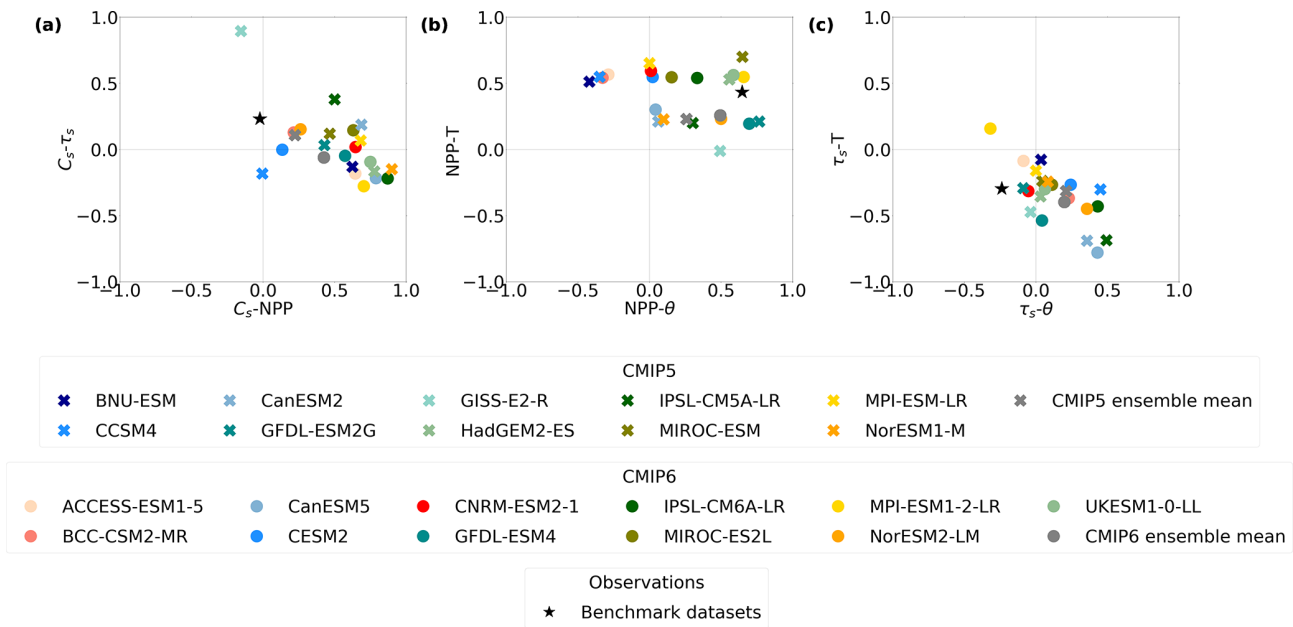 (a)
1.0
0.5
0.0
−0.5
−1.0
−1.0 −0.5 0.0 0.5 1.0
Cₛ-τₛ
Cₛ-NPP
(b)
1.0
0.5
0.0
−0.5
−1.0
−1.0 −0.5 0.0 0.5 1.0
NPP-T
NPP-θ
(c)
1.0
0.5
0.0
−0.5
−1.0
−1.0 −0.5 0.0 0.5 1.0
τₛ-T
τₛ-θ
CMIP5
BNU-ESM CanESM2 GISS-E2-R IPSL-CM5A-LR MPI-ESM-LR CMIP5 ensemble mean
CCSM4 GFDL-ESM2G HadGEM2-ES MIROC-ESM NorESM1-M
CMIP6
ACCESS-ESM1-5 CanESM5 CNRM-ESM2-1 IPSL-CM6A-LR MPI-ESM1-2-LR UKESM1-0-LL
BCC-CSM2-MR CESM2 GFDL-ESM4 MIROC-ES2L NorESM2-LM CMIP6 ensemble mean
Observations
Benchmark datasets